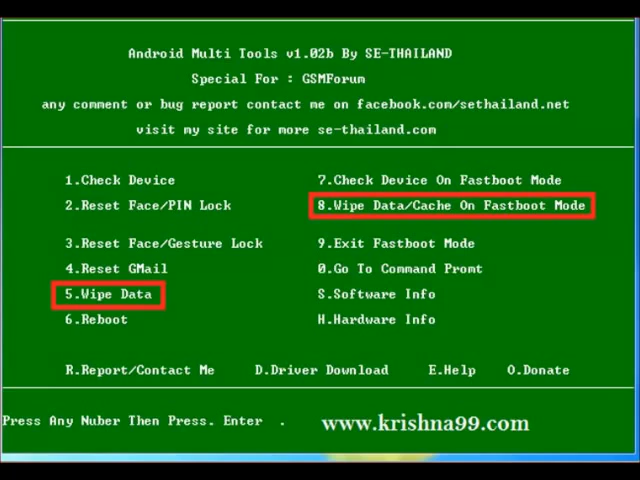 Android Multi Tools v1.02b By SE-THAILAND
Special For : GSMForum
any comment or bug report contact me on facebook.com/sethailand.net
visit my site for more se-thailand.com
1.Check Device 7.Check Device On Fastboot Mode
2.Reset Face/PIN Lock 8.Wipe Data/Cache On Fastboot Mode
3.Reset Face/Gesture Lock 9.Exit Fastboot Mode
4.Reset GMail 0.Go To Command Promt
5.Wipe Data S.Software Info
6.Reboot H.Hardware Info
R.Report/Contact Me D.Driver Download E.Help O.Donate
Press Any Nuber Then Press. Enter .
www.krishna99.com